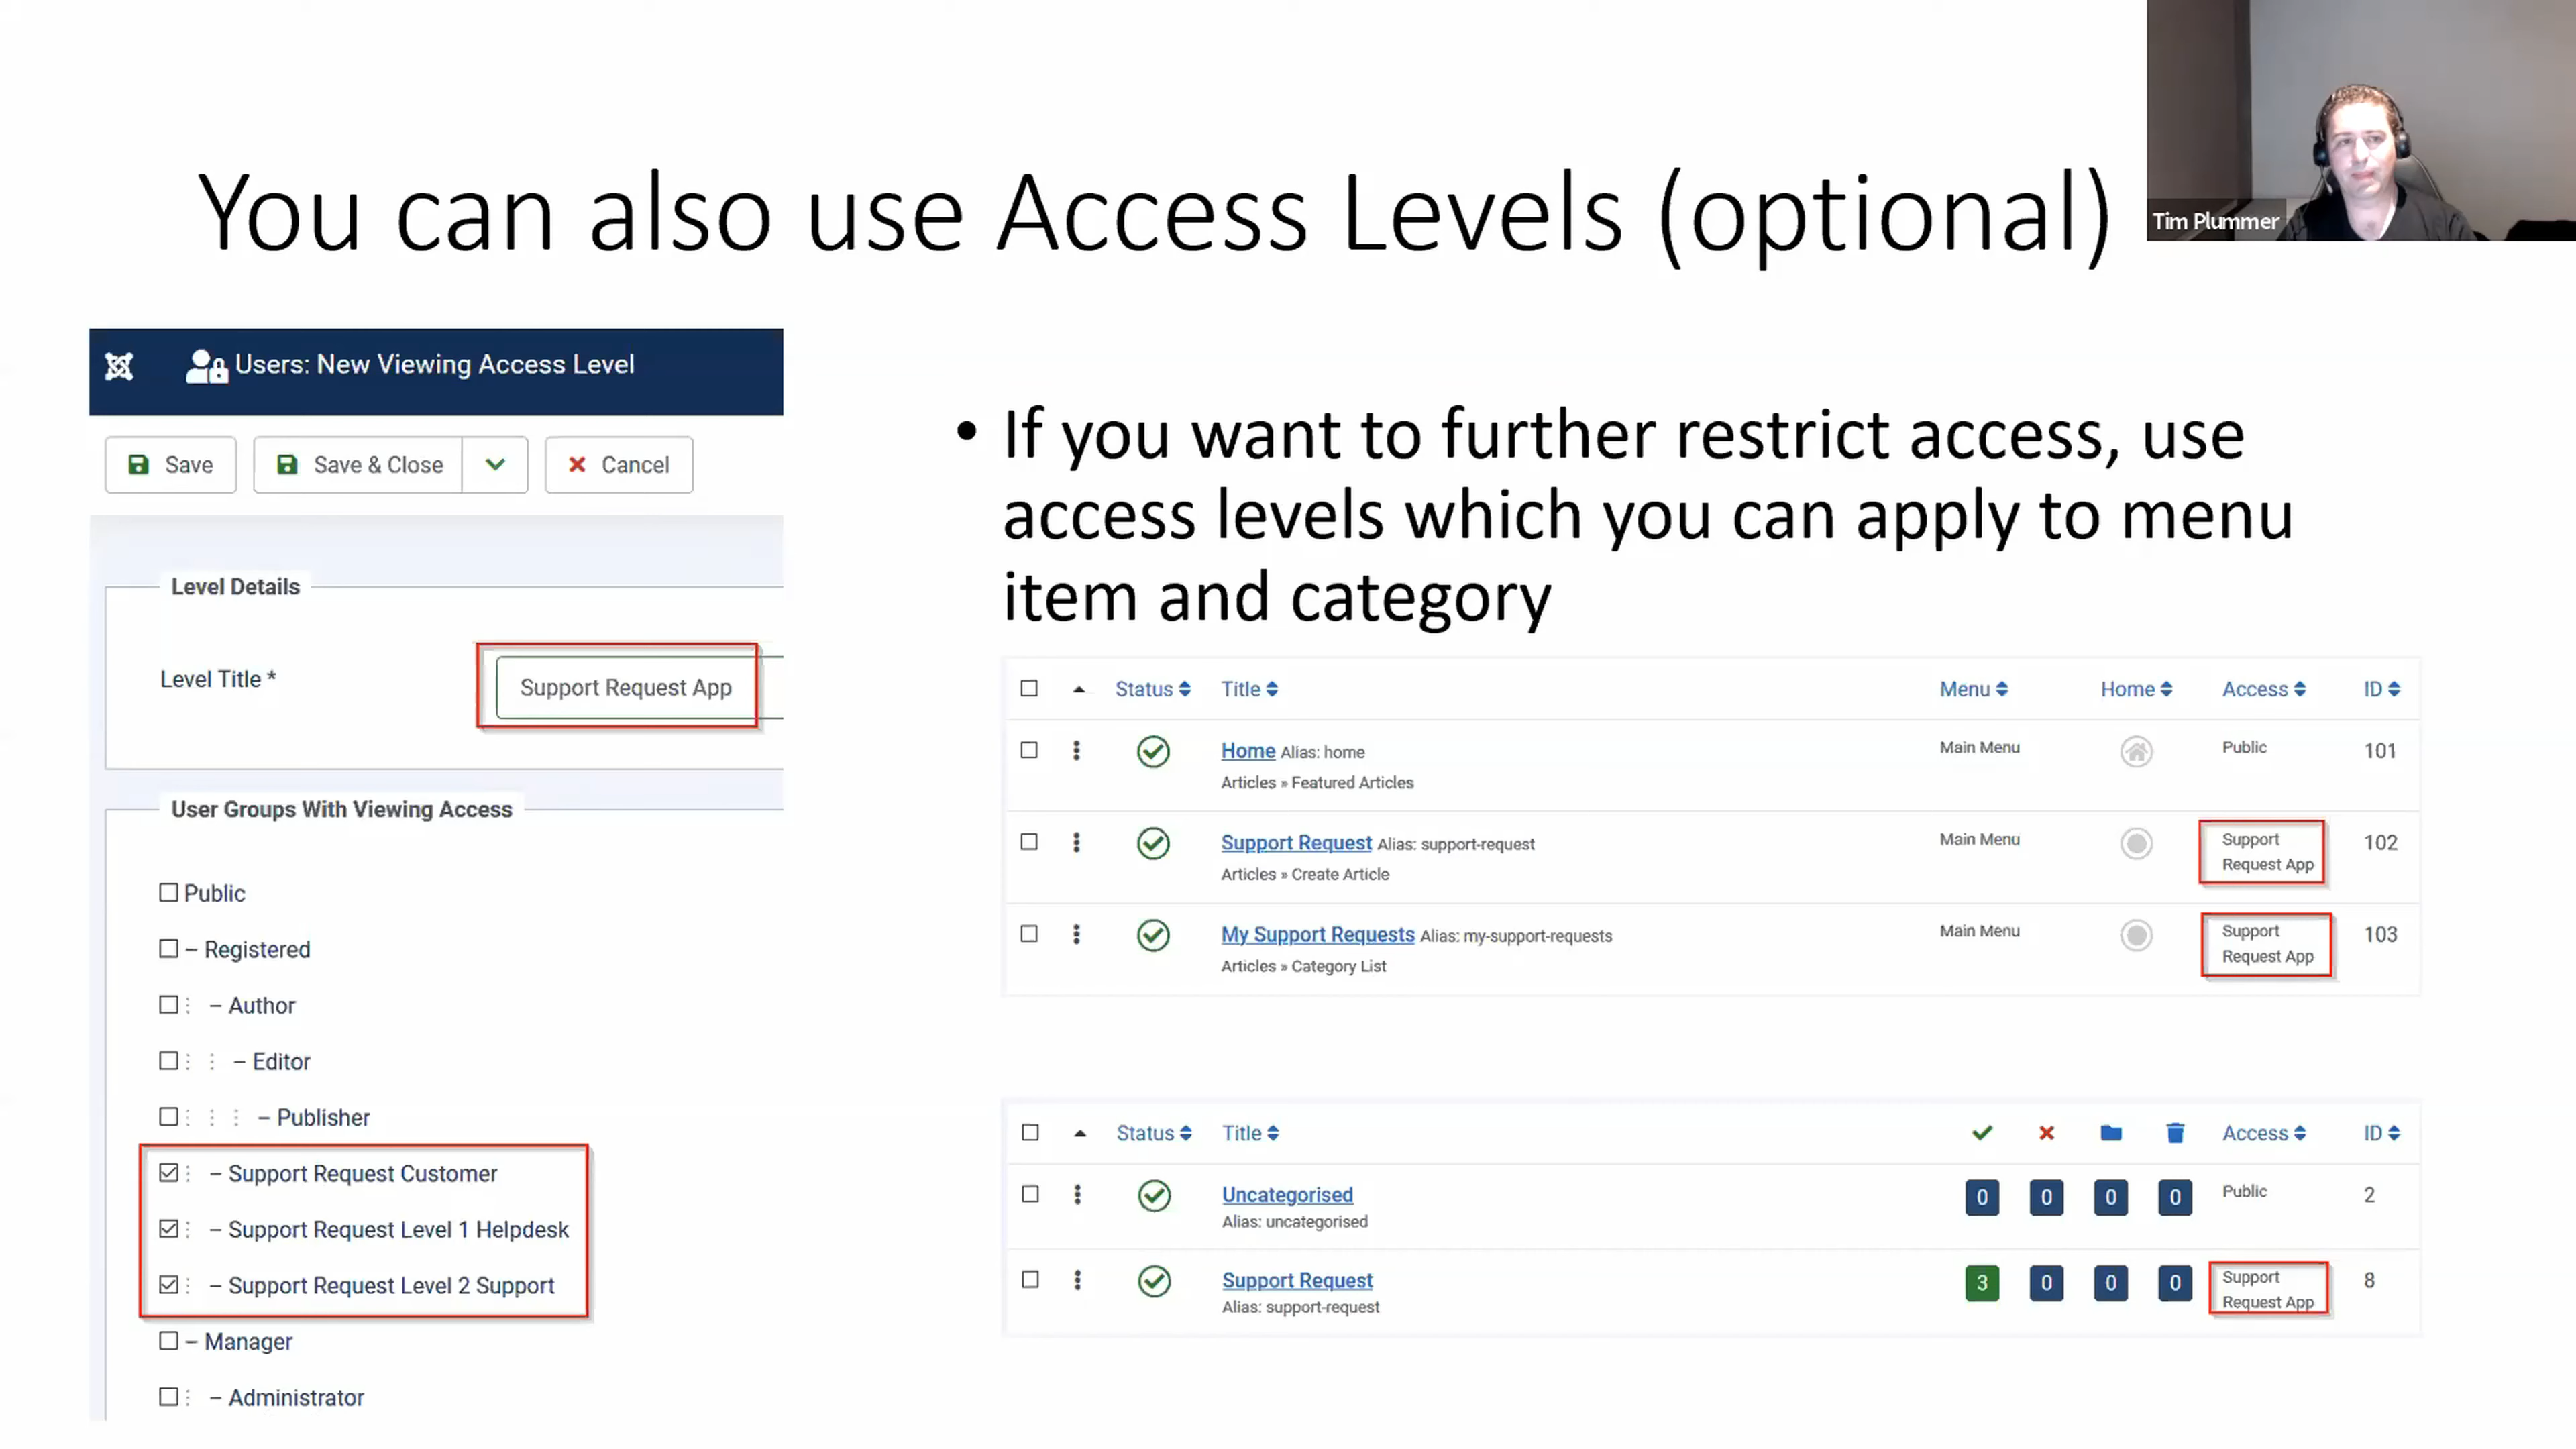 You can also use Access Levels (optional)
Tim Plummer
Users: New Viewing Access Level
Save
Save & Close
Cancel
Level Details
Level Title *
Support Request App
User Groups With Viewing Access
Public
– Registered
– Author
– Editor
– Publisher
– Support Request Customer
– Support Request Level 1 Helpdesk
– Support Request Level 2 Support
– Manager
– Administrator
• If you want to further restrict access, use
access levels which you can apply to menu
item and category
Status Title Menu Home Access ID
Home Alias: home Main Menu Public 101
Articles » Featured Articles
Support Request Alias: support-request Main Menu Support 102
Articles » Create Article Request App
My Support Requests Alias: my-support-requests Main Menu Support 103
Articles » Category List Request App
Status Title Access ID
Uncategorised 0 0 0 0 Public 2
Alias: uncategorised
Support Request 3 0 0 0 Support 8
Alias: support-request Request App